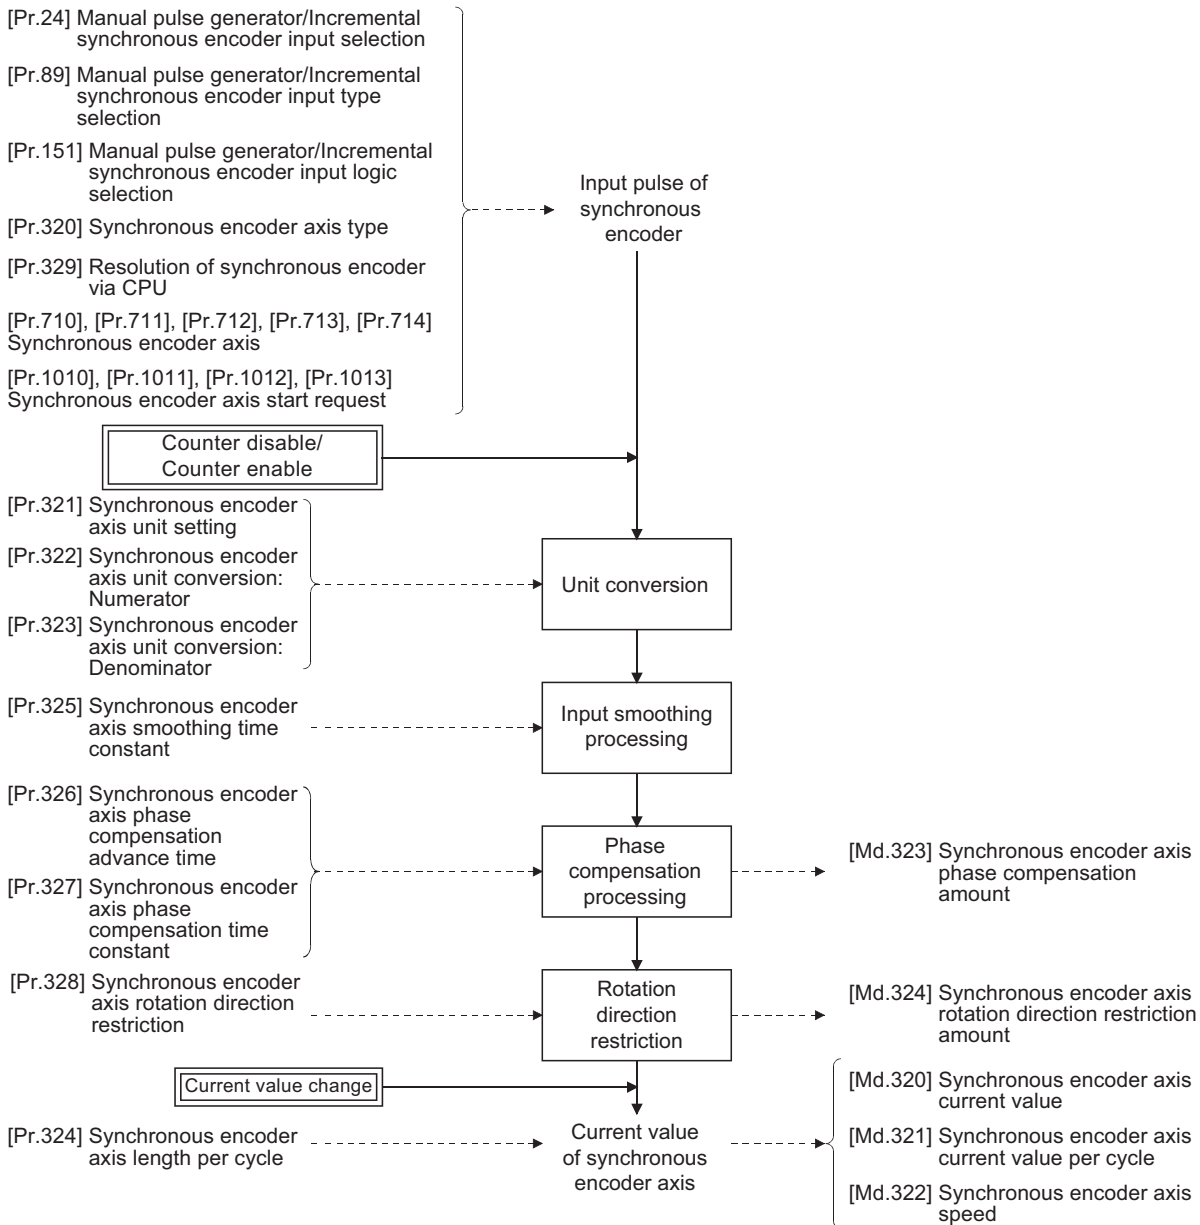 [Pr.24] Manual pulse generator/Incremental
synchronous encoder input selection
[Pr.89] Manual pulse generator/Incremental
synchronous encoder input type
selection
[Pr.151] Manual pulse generator/Incremental
synchronous encoder input logic
selection
[Pr.320] Synchronous encoder axis type
[Pr.329] Resolution of synchronous encoder
via CPU
[Pr.710], [Pr.711], [Pr.712], [Pr.713], [Pr.714]
Synchronous encoder axis
[Pr.1010], [Pr.1011], [Pr.1012], [Pr.1013]
Synchronous encoder axis start request
Input pulse of
synchronous
encoder
Counter disable/
Counter enable
[Pr.321] Synchronous encoder
axis unit setting
[Pr.322] Synchronous encoder
axis unit conversion:
Numerator
[Pr.323] Synchronous encoder
axis unit conversion:
Denominator
Unit conversion
[Pr.325] Synchronous encoder
axis smoothing time
constant
Input smoothing
processing
[Pr.326] Synchronous encoder
axis phase
compensation
advance time
[Pr.327] Synchronous encoder
axis phase
compensation time
constant
Phase
compensation
processing
[Md.323] Synchronous encoder axis
phase compensation
amount
[Pr.328] Synchronous encoder
axis rotation direction
restriction
Rotation
direction
restriction
[Md.324] Synchronous encoder axis
rotation direction restriction
amount
Current value change
[Pr.324] Synchronous encoder
axis length per cycle
Current value
of synchronous
encoder axis
[Md.320] Synchronous encoder axis
current value
[Md.321] Synchronous encoder axis
current value per cycle
[Md.322] Synchronous encoder axis
speed